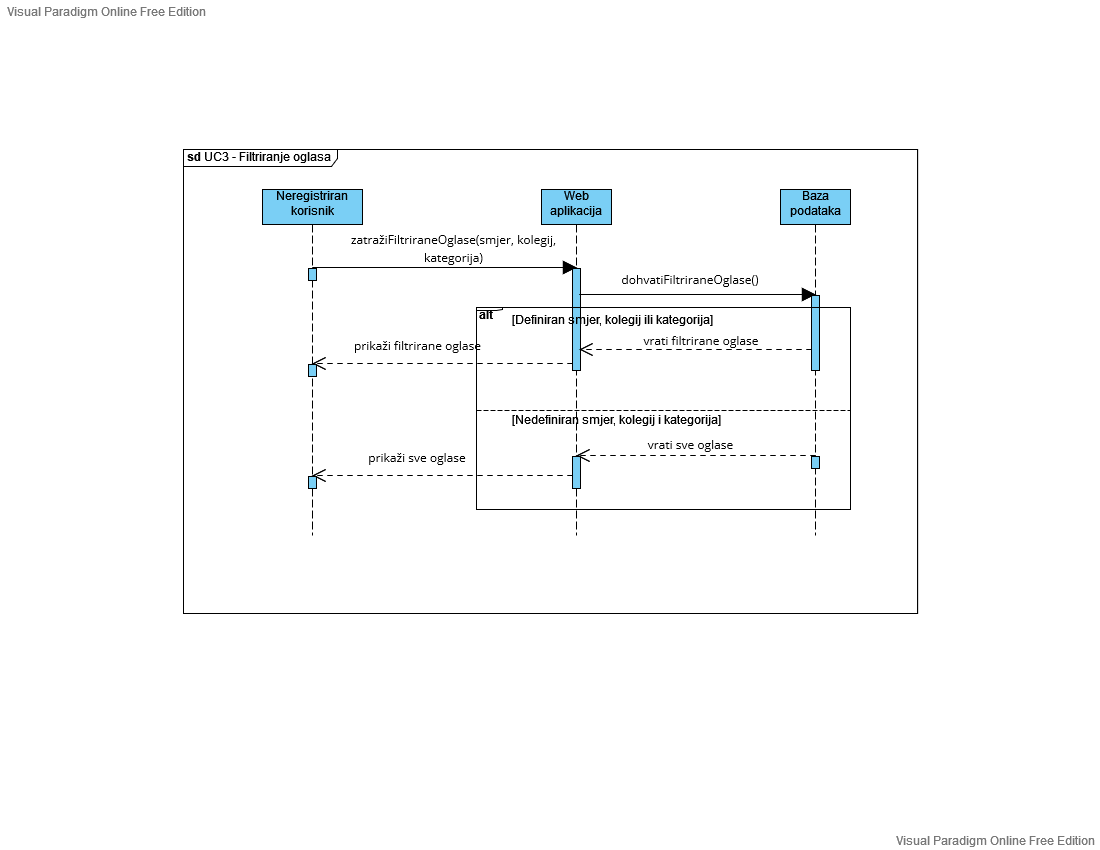 Visual Paradigm Online Free Edition
sd UC3 - Filtriranje oglasa
Neregistriran
korisnik
Web
aplikacija
Baza
podataka
zatražiFiltriraneOglase(smjer, kolegij,
kategorija)
dohvatiFiltriraneOglase()
alt
[Definiran smjer, kolegij ili kategorija]
vrati filtrirane oglase
prikaži filtrirane oglase
[Nedefiniran smjer, kolegij i kategorija]
vrati sve oglase
prikaži sve oglase
Visual Paradigm Online Free Edition